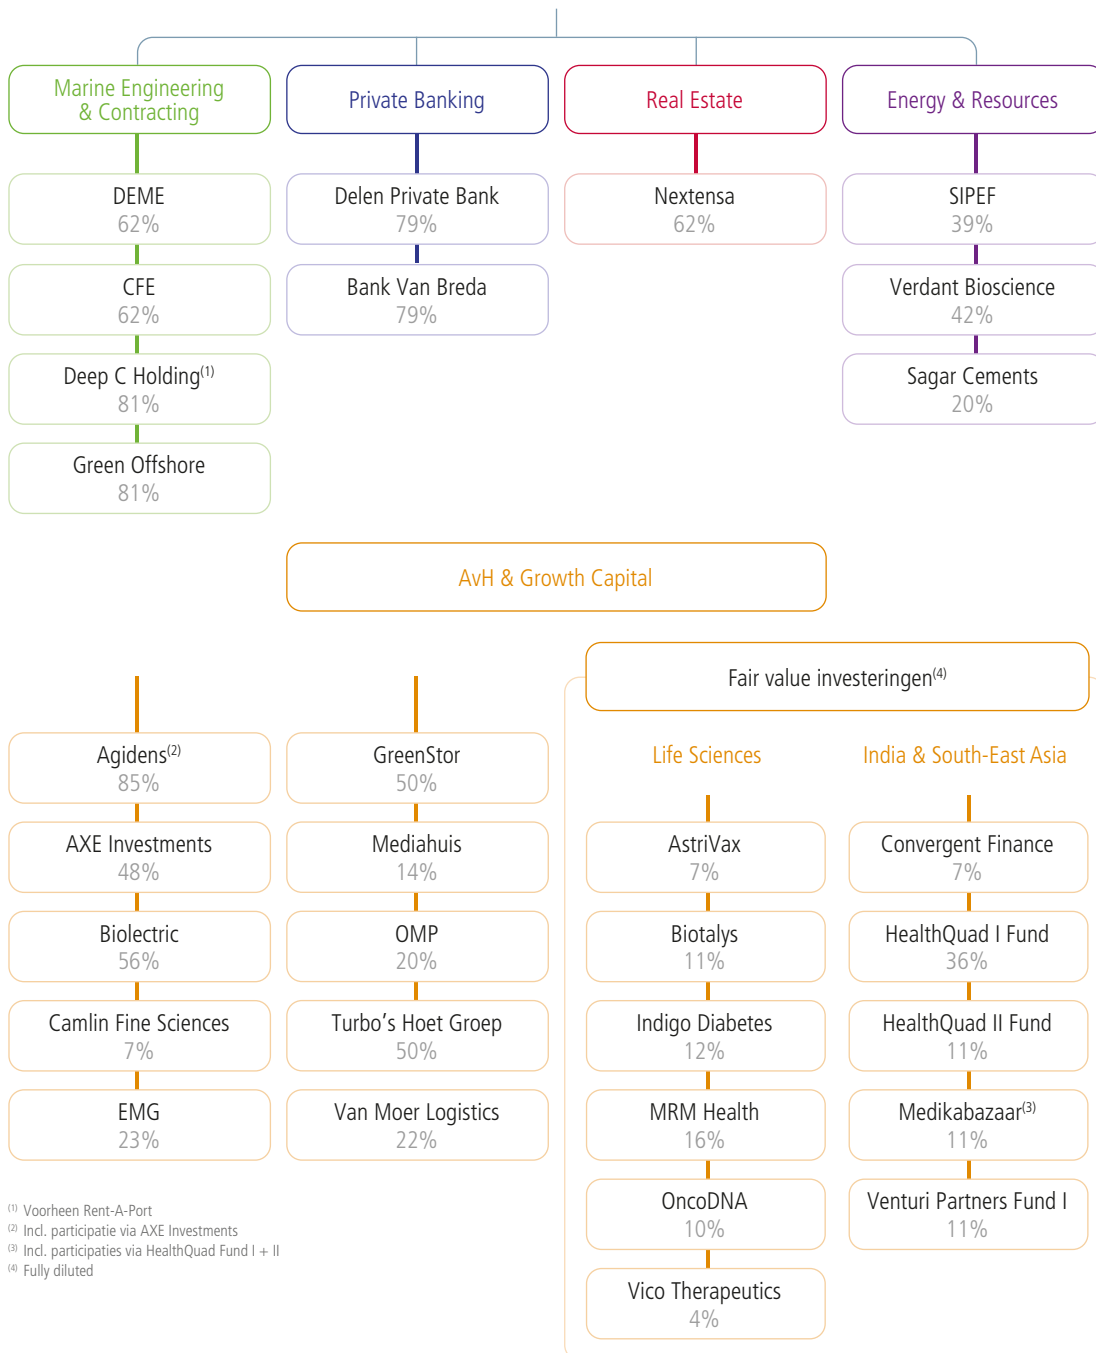 Marine Engineering
& Contracting
DEME
62%
CFE
62%
Deep C Holding(1)
81%
Green Offshore
81%
Private Banking
Delen Private Bank
79%
Bank Van Breda
79%
Real Estate
Nextensa
62%
Energy & Resources
SIPEF
39%
Verdant Bioscience
42%
Sagar Cements
20%
AvH & Growth Capital
Agidens(2)
85%
AXE Investments
48%
Biolectric
56%
Camlin Fine Sciences
7%
EMG
23%
GreenStor
50%
Mediahuis
14%
OMP
20%
Turbo’s Hoet Groep
50%
Van Moer Logistics
22%
Fair value investeringen(4)
Life Sciences
AstriVax
7%
Biotalys
11%
Indigo Diabetes
12%
MRM Health
16%
OncoDNA
10%
Vico Therapeutics
4%
India & South-East Asia
Convergent Finance
7%
HealthQuad I Fund
36%
HealthQuad II Fund
11%
Medikabazaar(3)
11%
Venturi Partners Fund I
11%
(1) Voorheen Rent-A-Port
(2) Incl. participatie via AXE Investments
(3) Incl. participaties via HealthQuad Fund I + II
(4) Fully diluted